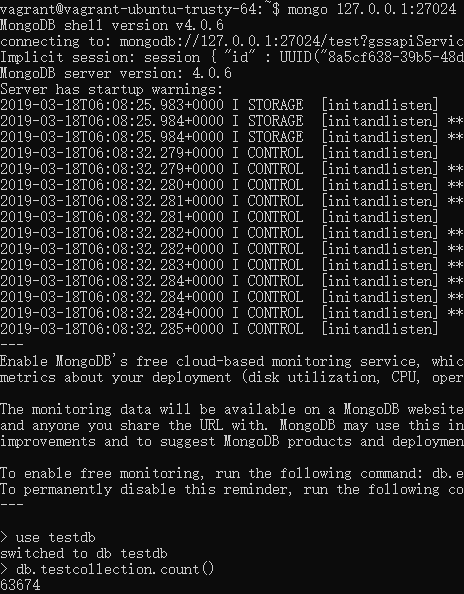 vagrant@vagrant-ubuntu-trusty-64:~$ mongo 127.0.0.1:27024
MongoDB shell version v4.0.6
connecting to: mongodb://127.0.0.1:27024/test?gssapiServic
Implicit session: session { "id" : UUID("8a5cf638-39b5-48d
MongoDB server version: 4.0.6
Server has startup warnings:
2019-03-18T06:08:25.983+0000 I STORAGE  [initandlisten]
2019-03-18T06:08:25.984+0000 I STORAGE  [initandlisten] **
2019-03-18T06:08:25.984+0000 I STORAGE  [initandlisten] **
2019-03-18T06:08:32.279+0000 I CONTROL  [initandlisten]
2019-03-18T06:08:32.279+0000 I CONTROL  [initandlisten] **
2019-03-18T06:08:32.280+0000 I CONTROL  [initandlisten] **
2019-03-18T06:08:32.281+0000 I CONTROL  [initandlisten] **
2019-03-18T06:08:32.281+0000 I CONTROL  [initandlisten]
2019-03-18T06:08:32.282+0000 I CONTROL  [initandlisten] **
2019-03-18T06:08:32.282+0000 I CONTROL  [initandlisten] **
2019-03-18T06:08:32.283+0000 I CONTROL  [initandlisten] **
2019-03-18T06:08:32.284+0000 I CONTROL  [initandlisten] **
2019-03-18T06:08:32.284+0000 I CONTROL  [initandlisten] **
2019-03-18T06:08:32.285+0000 I CONTROL  [initandlisten]
---
Enable MongoDB's free cloud-based monitoring service, whic
metrics about your deployment (disk utilization, CPU, oper

The monitoring data will be available on a MongoDB website
and anyone you share the URL with. MongoDB may use this in
improvements and to suggest MongoDB products and deploymen

To enable free monitoring, run the following command: db.e
To permanently disable this reminder, run the following co
---

> use testdb
switched to db testdb
> db.testcollection.count()
63674